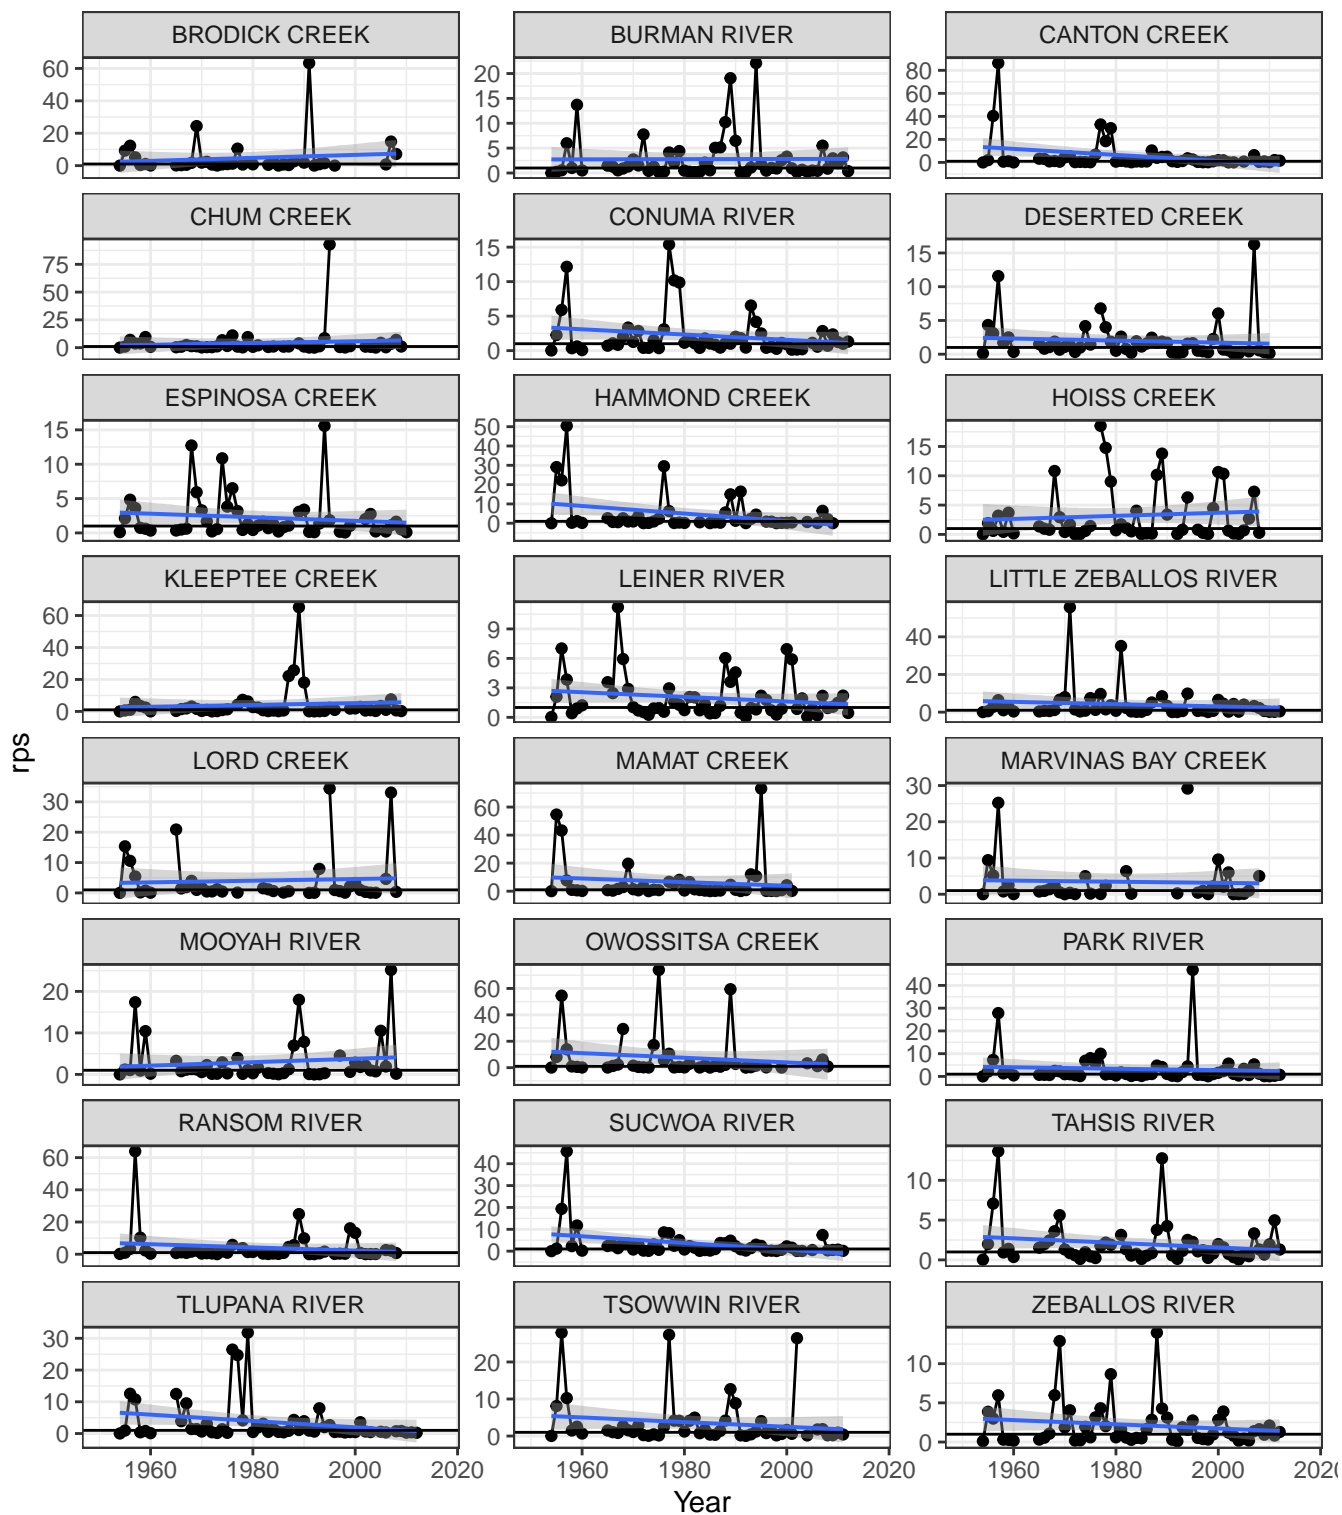 BRODICK CREEK BURMAN RIVER CANTON CREEK
60 40 20 0
20 15 10 5 0
80 60 40 20 0
CHUM CREEK CONUMA RIVER DESERTED CREEK
75 50 25 0
15 10 5 0
15 10 5 0
ESPINOSA CREEK HAMMOND CREEK HOISS CREEK
15 10 5 0
50 40 30 20 10 0
15 10 5 0
KLEEPTEE CREEK LEINER RIVER LITTLE ZEBALLOS RIVER
60 40 20 0
9 6 3 0
40 20 0
rps
LORD CREEK MAMAT CREEK MARVINAS BAY CREEK
30 20 10 0
60 40 20 0
30 20 10 0
MOOYAH RIVER OWOSSITSA CREEK PARK RIVER
20 10 0
60 40 20 0
40 30 20 10 0
RANSOM RIVER SUCWOA RIVER TAHSIS RIVER
60 40 20 0
40 30 20 10 0
10 5 0
TLUPANA RIVER TSOWWIN RIVER ZEBALLOS RIVER
30 20 10 0
20 10 0
10 5 0
1960 1980 2000 2020 1960 1980 2000 2020 1960 1980 2000 2020
Year